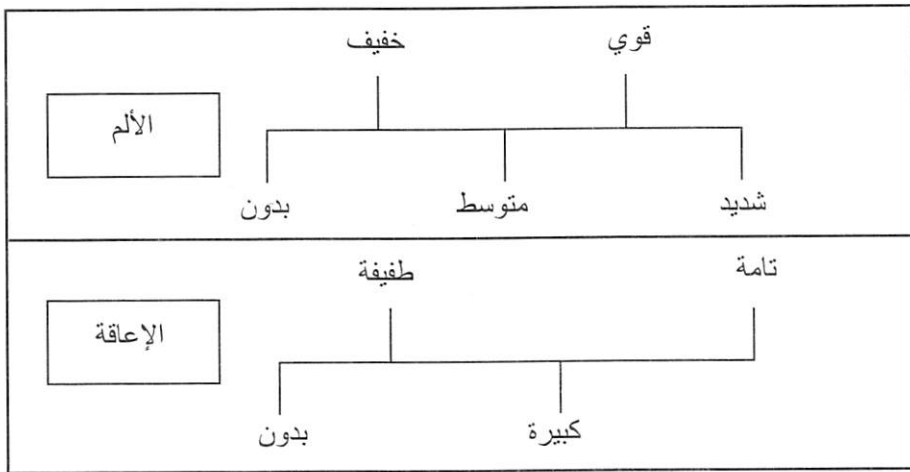 قوي خفيف
الألم
شديد متوسط بدون
تامة طفيفة
الإعاقة
كبيرة بدون